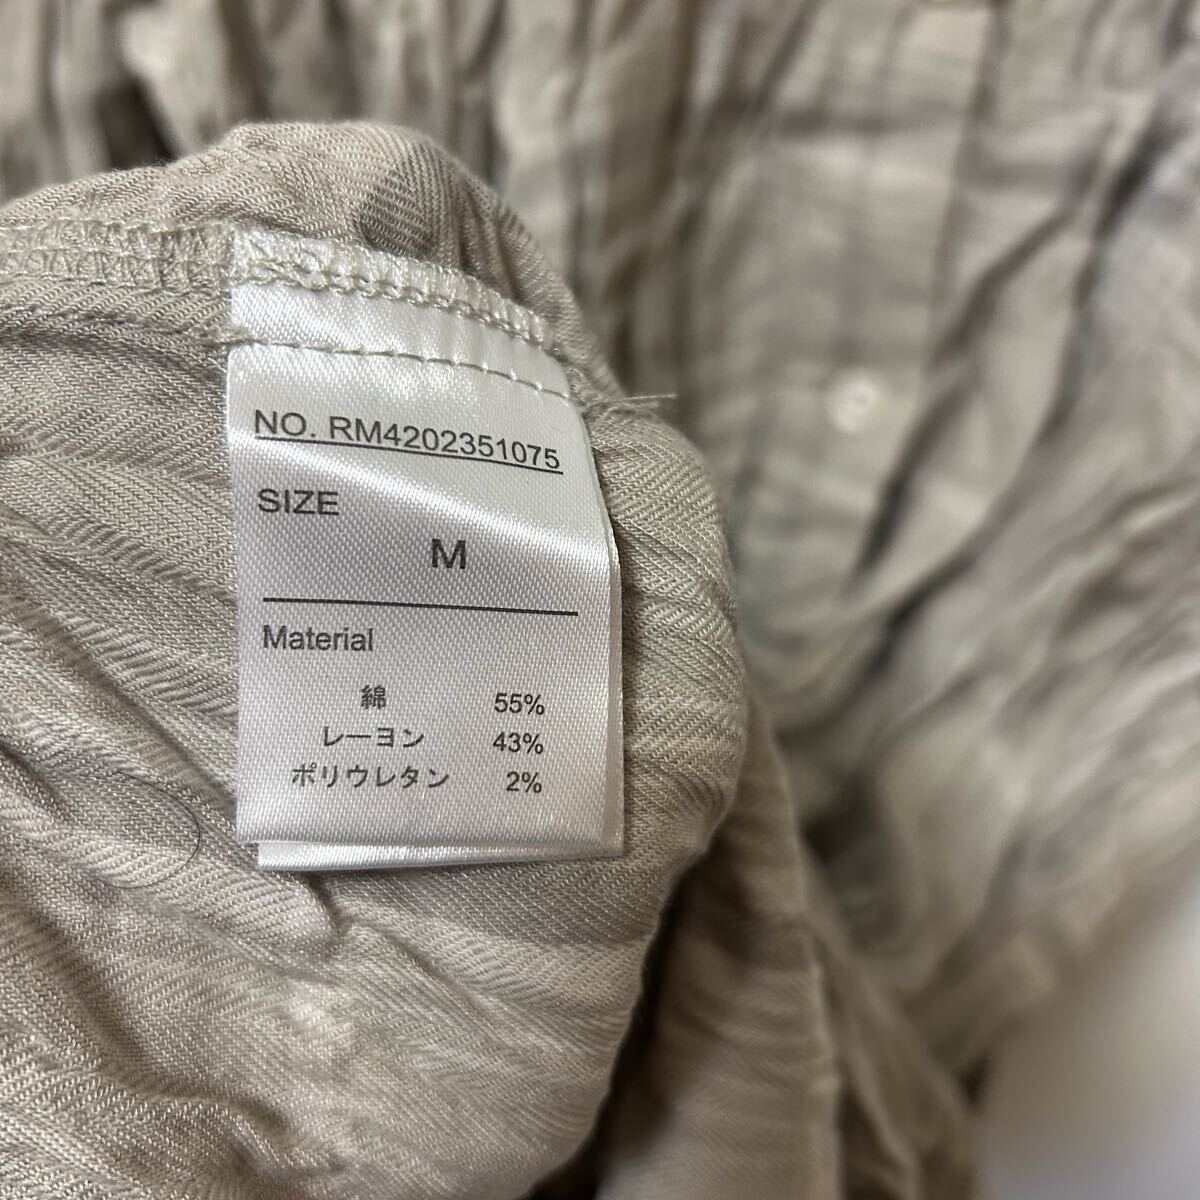 NO. RM4202351075
SIZE
M
Material
綿 55%
レーヨン 43%
ポリウレタン 2%